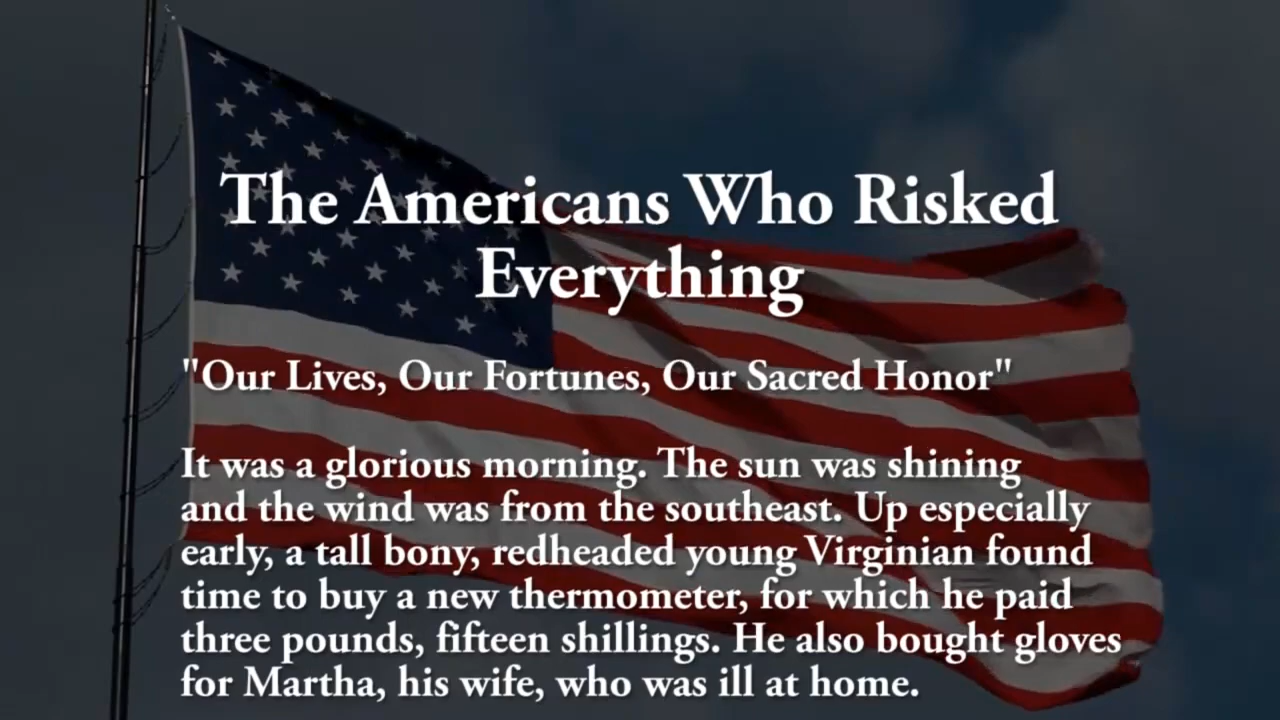 The Americans Who Risked
Everything
"Our Lives, Our Fortunes, Our Sacred Honor"
It was a glorious morning. The sun was shining
and the wind was from the southeast. Up especially
early, a tall bony, redheaded young Virginian found
time to buy a new thermometer, for which he paid
three pounds, fifteen shillings. He also bought gloves
for Martha, his wife, who was ill at home.